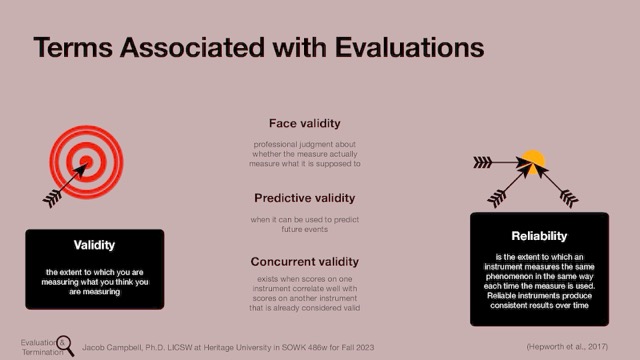 Terms Associated with Evaluations
Validity
the extent to which you are
measuring what you think you
are measuring
Face validity
professional judgment about
whether the measure actually
measure what it is supposed to
Predictive validity
when it can be used to predict
future events
Concurrent validity
exists when scores on one
instrument correlate well with
scores on another instrument
that is already considered valid
Reliability
is the extent to which an
instrument measures the same
phenomenon in the same way
each time the measure is used.
Reliable instruments produce
consistent results over time
Evaluation &
Termination
Jacob Campbell, Ph.D. LICSW at Heritage University in SOWK 486w for Fall 2023
(Hepworth et al., 2017)